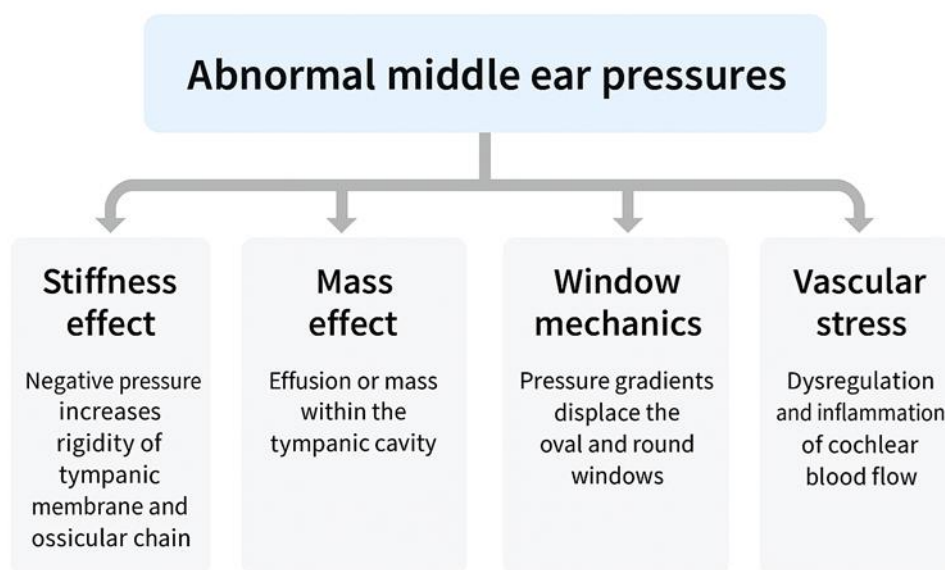 Abnormal middle ear pressures
Stiffness
effect
Negative pressure
increases
rigidity of
tympanic
membrane and
ossicular chain
Mass
effect
Effusion or mass
within the
tympanic cavity
Window
mechanics
Pressure gradients
displace the
oval and round
windows
Vascular
stress
Dysregulation
and inflammation
of cochlear
blood flow